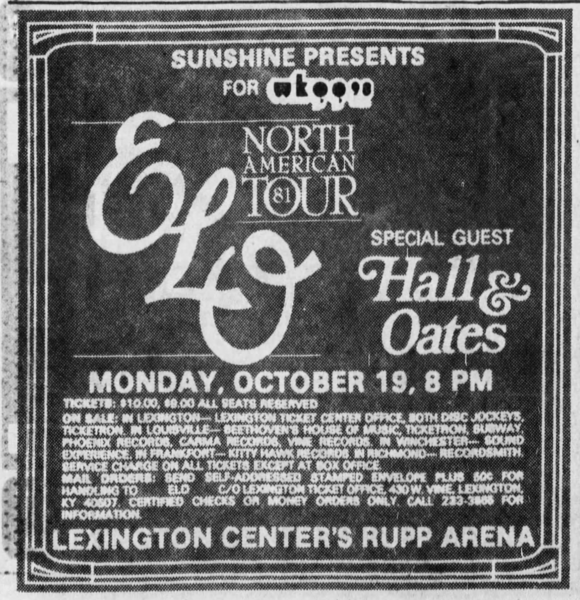 SUNSHINE PRESENTS
FOR wkqq98
ELO
NORTH
AMERICAN
TOUR
81
SPECIAL GUEST
Hall &
Oates
MONDAY, OCTOBER 19, 8 PM
TICKETS: $10.00, $9.00 ALL SEATS RESERVED
ON SALE: IN LEXINGTON— LEXINGTON TICKET CENTER OFFICE, BOTH DISC JOCKEYS,
TICKETRON. IN LOUISVILLE— BEETHOVEN'S HOUSE OF MUSIC, TICKETRON, SUBWAY,
PHOENIX RECORDS, CARMA RECORDS, VINE RECORDS. IN WINCHESTER— SOUND
EXPERIENCE. IN FRANKFORT— KITTY HAWK RECORDS. IN RICHMOND— RECORDSMITH.
SERVICE CHARGE ON ALL TICKETS EXCEPT AT BOX OFFICE.
MAIL ORDERS: SEND SELF-ADDRESSED STAMPED ENVELOPE PLUS 50¢ FOR
HANDLING TO ELO C/O LEXINGTON TICKET OFFICE, 430 W. VINE, LEXINGTON,
KY 40507. CERTIFIED CHECKS OR MONEY ORDERS ONLY. CALL FOR
INFORMATION.
LEXINGTON CENTER'S RUPP ARENA